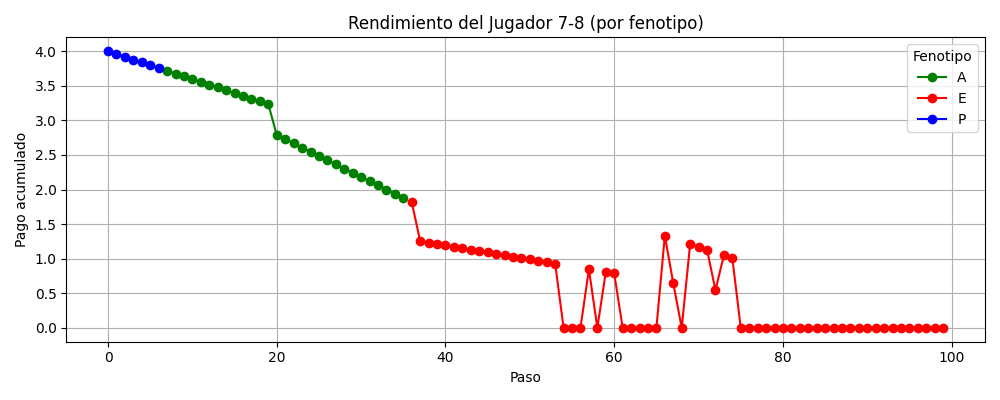 Rendimiento del Jugador 7-8 (por fenotipo)
Pago acumulado
4.0
3.5
3.0
2.5
2.0
1.5
1.0
0.5
0.0
Fenotipo
A
E
P
0
20
40
60
80
100
Paso